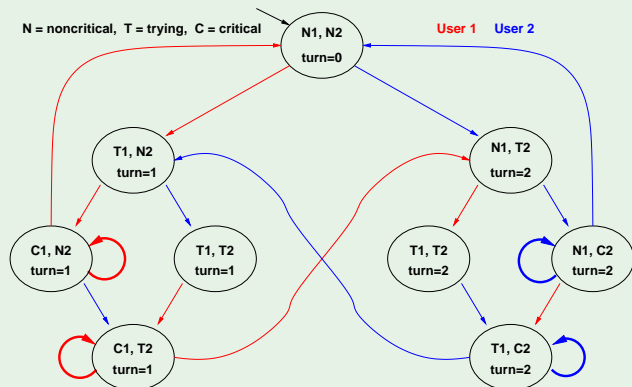 N = noncritical, T = trying, C = critical
User 1 User 2
N1, N2
turn=0
T1, N2
turn=1
N1, T2
turn=2
C1, N2
turn=1
T1, T2
turn=1
T1, T2
turn=2
N1, C2
turn=2
C1, T2
turn=1
T1, C2
turn=2